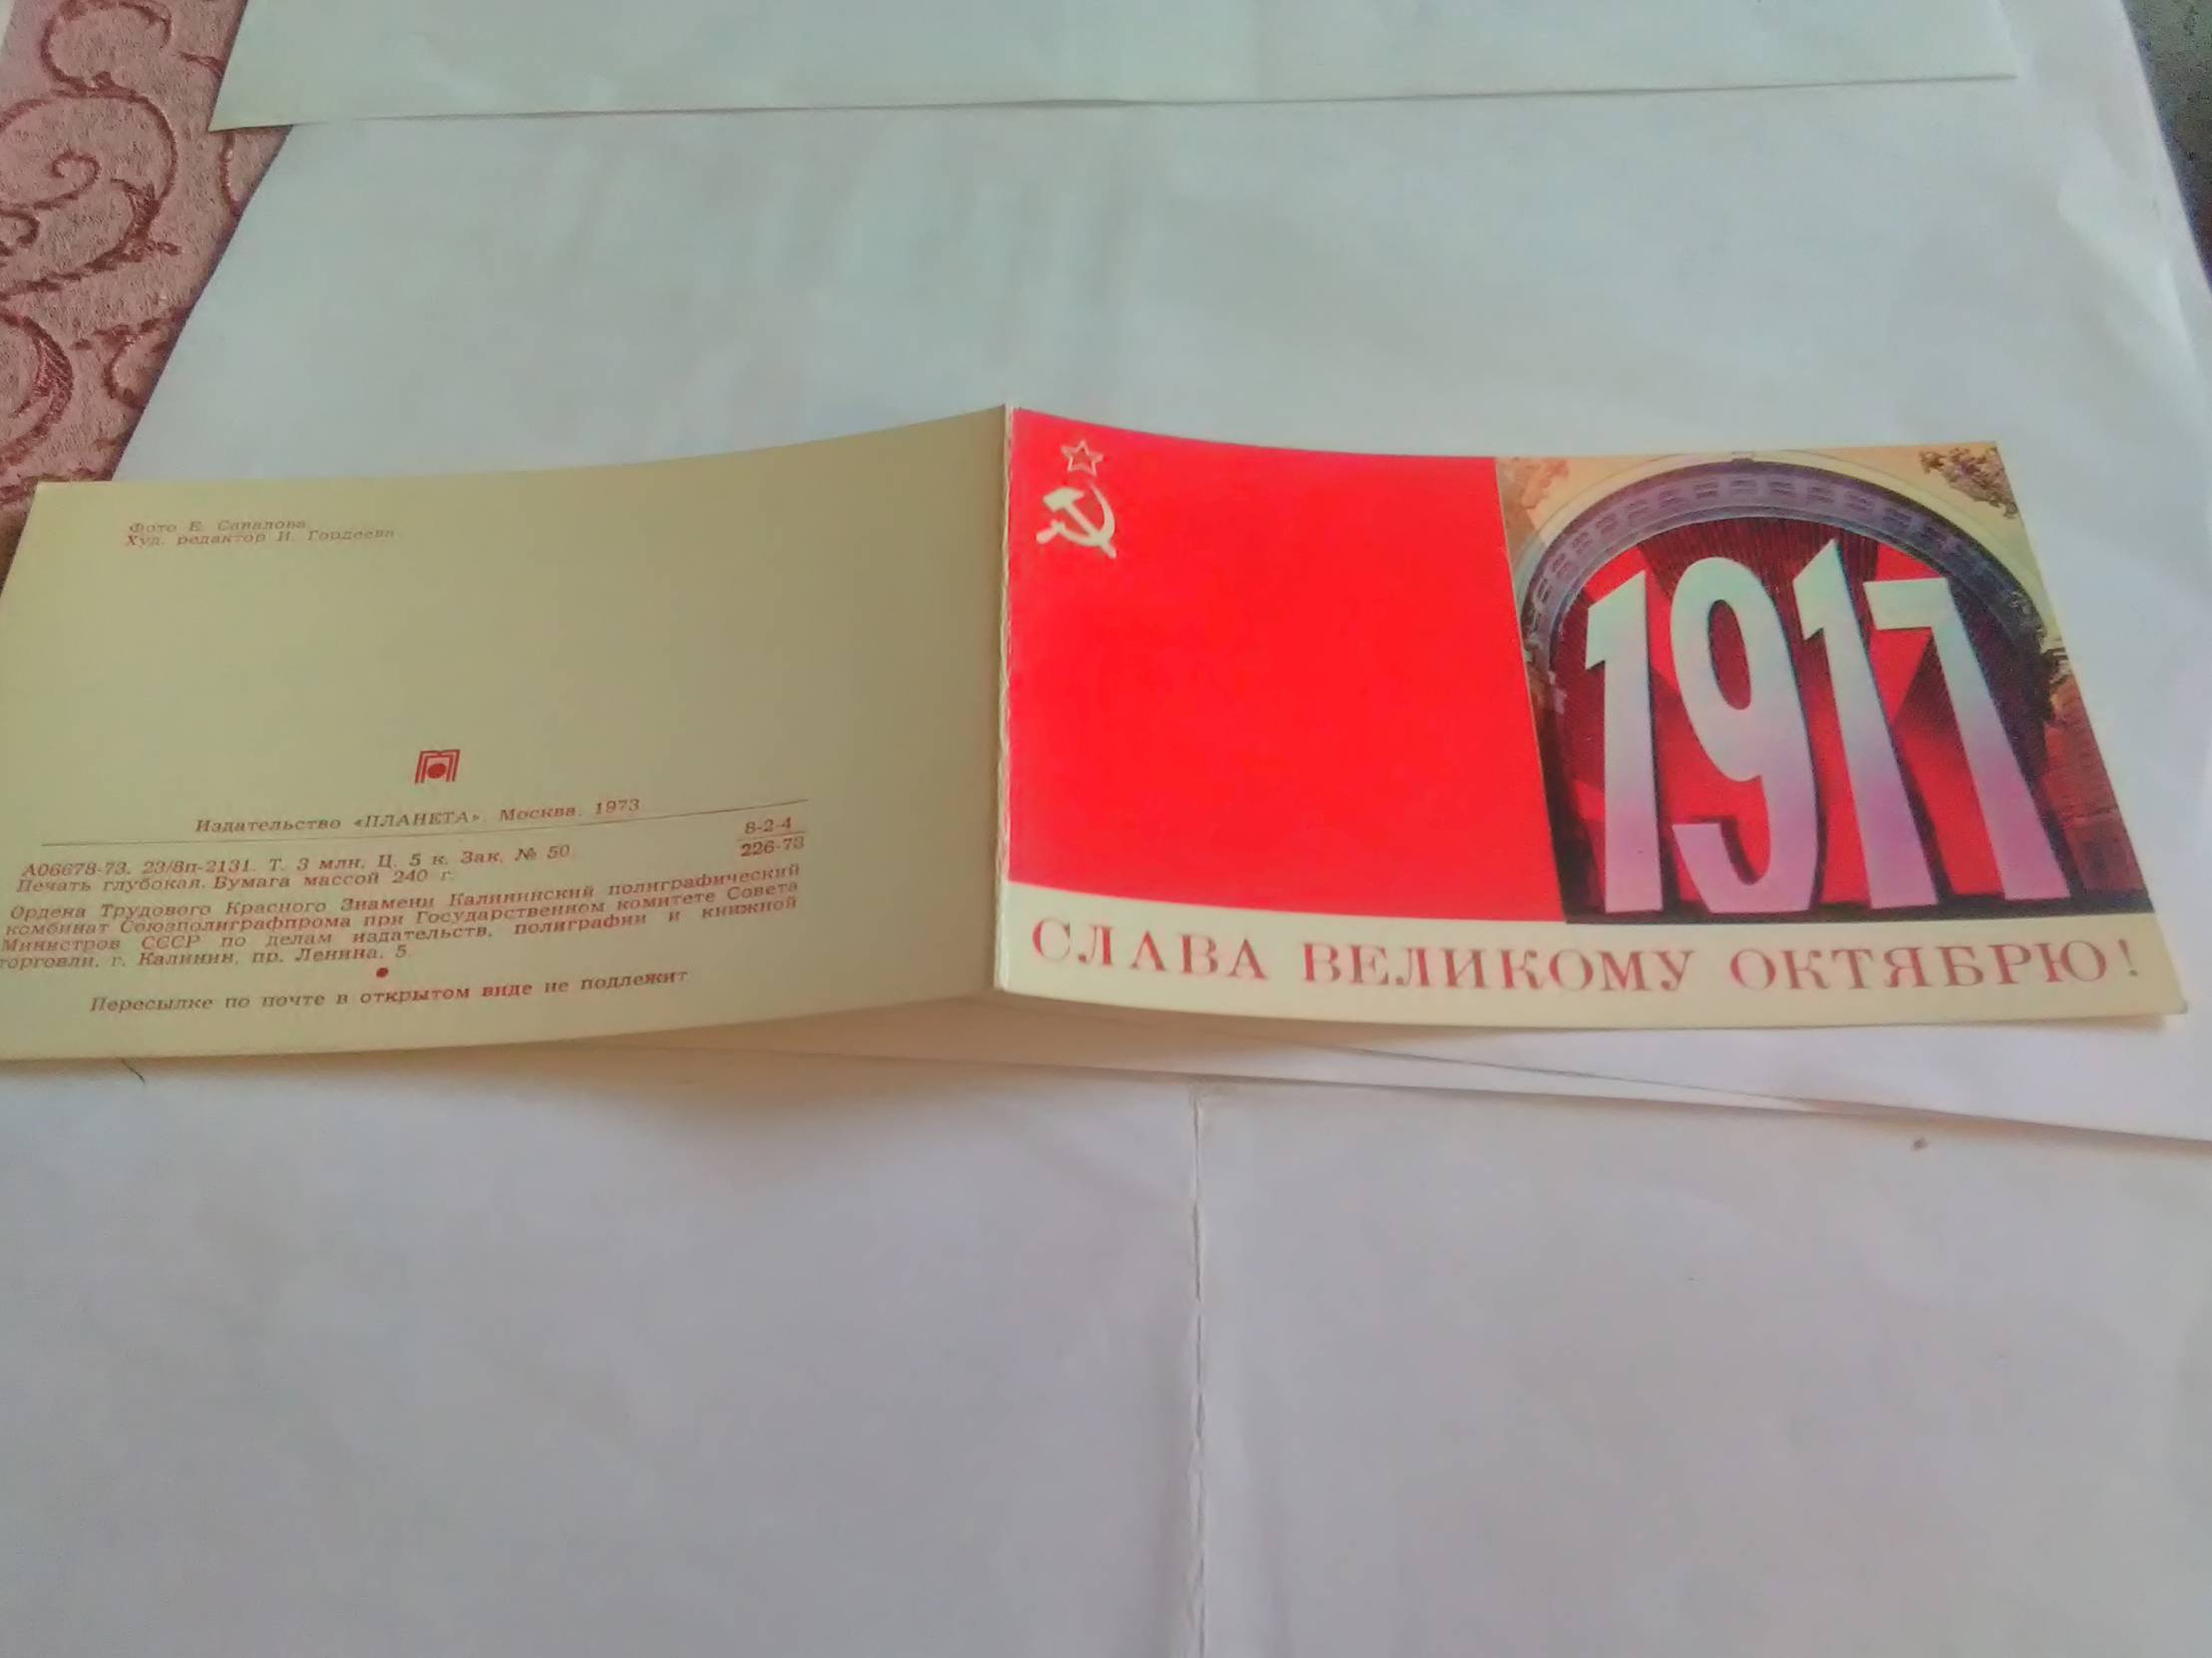 Фото Е. Савалова
Худ. редактор И. Гордеева
Издательство «ПЛАНЕТА». Москва. 1973
А06678-73. 23/8п-2131. Т. 3 млн. Ц. 5 к. Зак. № 50
8-2-4
226-73
Печать глубокая. Бумага массой 240 г.
Ордена Трудового Красного Знамени Калининский полиграфический
комбинат Союзполиграфпрома при Государственном комитете Совета
Министров СССР по делам издательств, полиграфии и книжной
торговли. г. Калинин, пр. Ленина, 5.
Пересылке по почте в открытом виде не подлежит
1917
СЛАВА ВЕЛИКОМУ ОКТЯБРЮ!